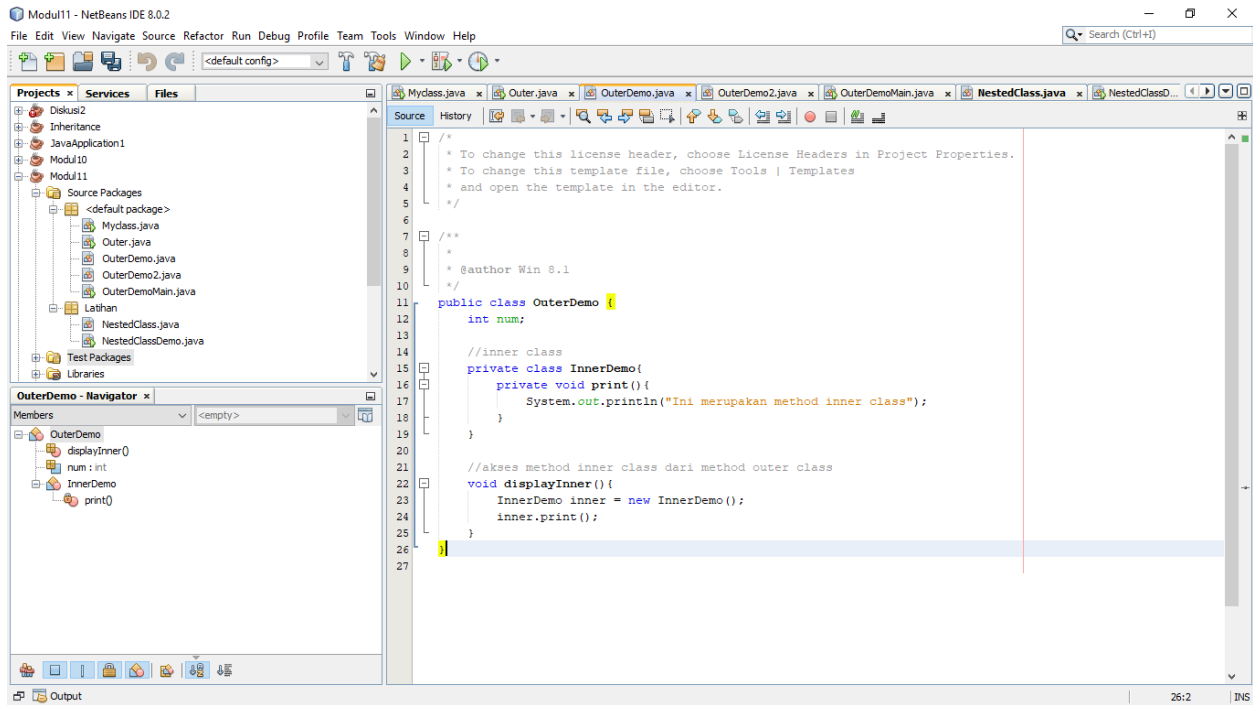 Modul11 - NetBeans IDE 8.0.2
File Edit View Navigate Source Refactor Run Debug Profile Team Tools Window Help
Search (Ctrl+I)
<default config>
Projects Services Files
Diskusi2
Inheritance
JavaApplication1
Modul10
Modul11
Source Packages
<default package>
Myclass.java
Outer.java
OuterDemo.java
OuterDemo2.java
OuterDemoMain.java
Latihan
NestedClass.java
NestedClassDemo.java
Test Packages
Libraries
OuterDemo - Navigator
Members <empty>
OuterDemo
displayInner()
num : int
InnerDemo
print()
Myclass.java Outer.java OuterDemo.java OuterDemo2.java OuterDemoMain.java NestedClass.java NestedClassD...
Source History
1 /*
2 * To change this license header, choose License Headers in Project Properties.
3 * To change this template file, choose Tools | Templates
4 * and open the template in the editor.
5 */
6
7 /**
8 *
9 * @author Win 8.1
10 */
11 public class OuterDemo {
12 int num;
13
14 //inner class
15 private class InnerDemo{
16 private void print(){
17 System.out.println("Ini merupakan method inner class");
18 }
19 }
20
21 //akses method inner class dari method outer class
22 void displayInner(){
23 InnerDemo inner = new InnerDemo();
24 inner.print();
25 }
26 }
27
Output
26:2 INS